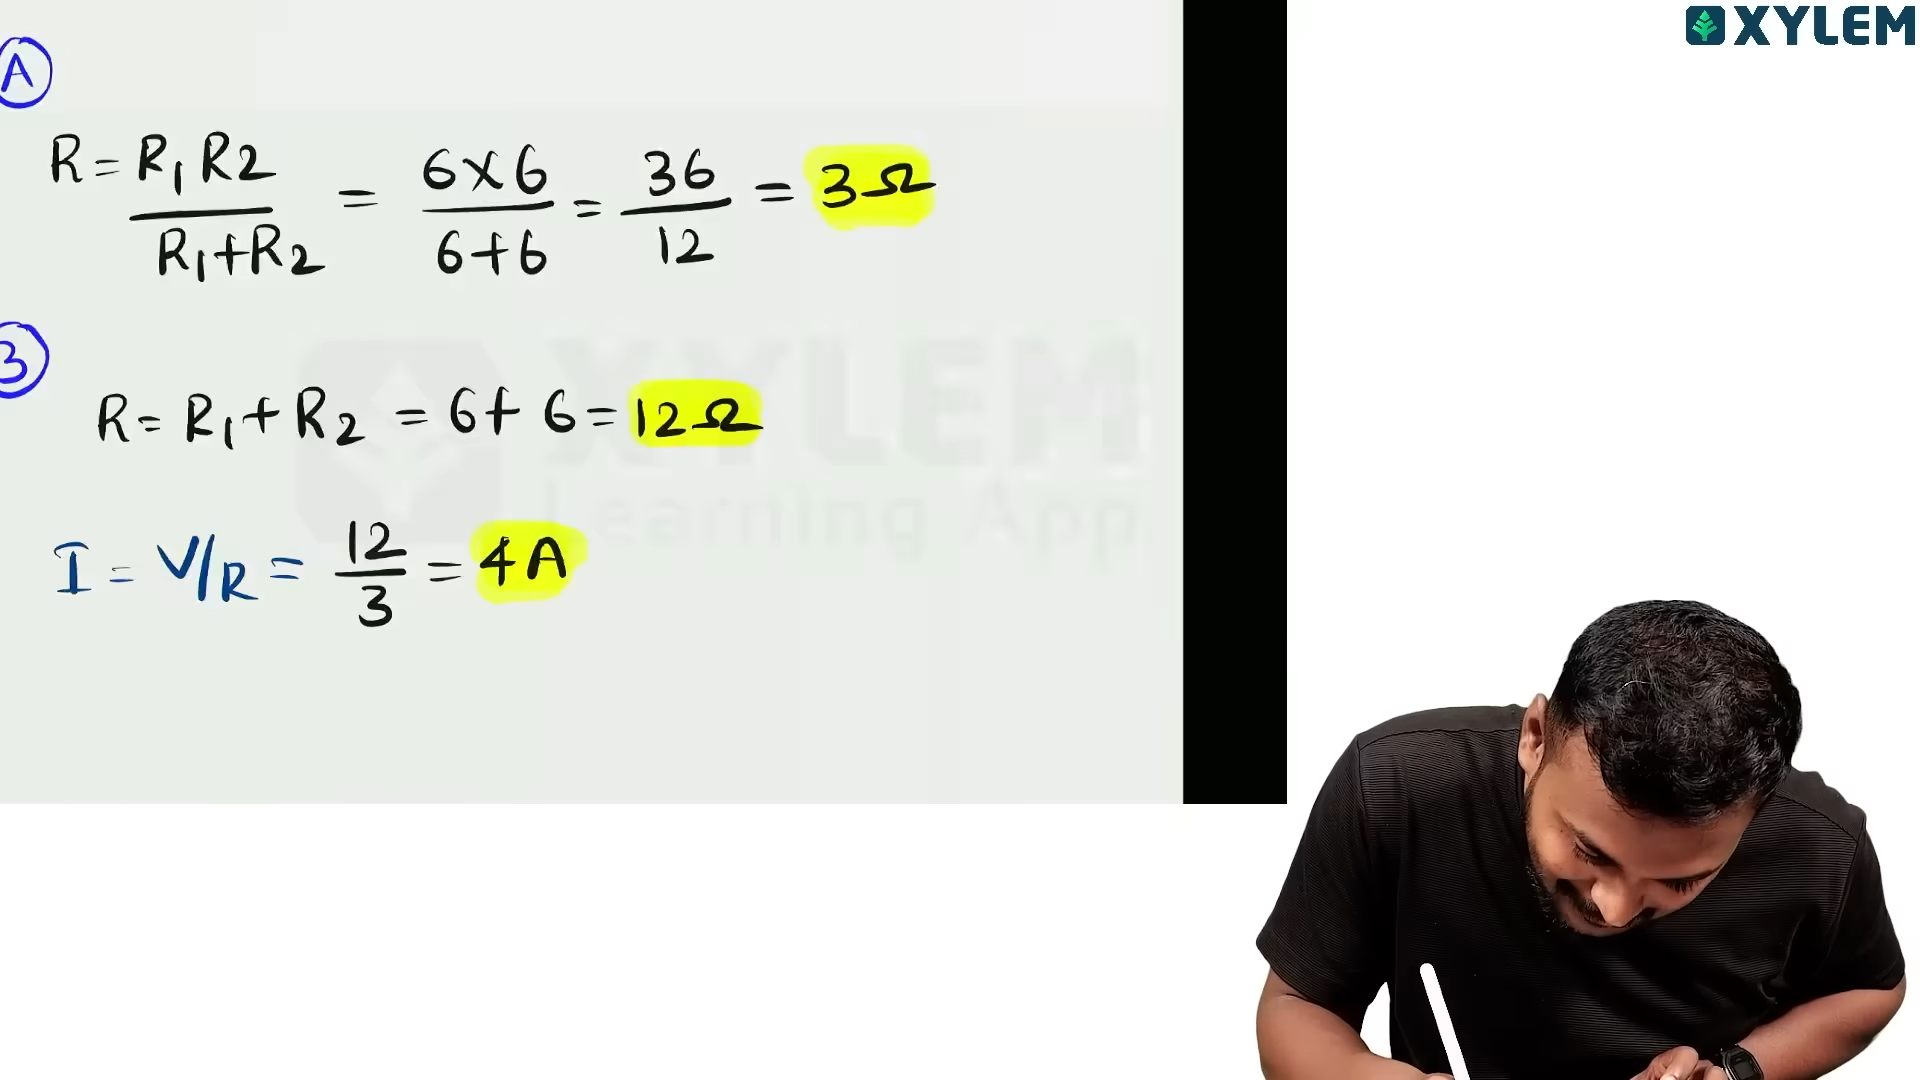 XYLEM
A
R = R₁R₂ / R₁+R₂ = 6×6 / 6+6 = 36 / 12 = 3Ω
3
R = R₁ + R₂ = 6 + 6 = 12Ω
XYLEM
Learning App
I = V/R = 12 / 3 = 4A